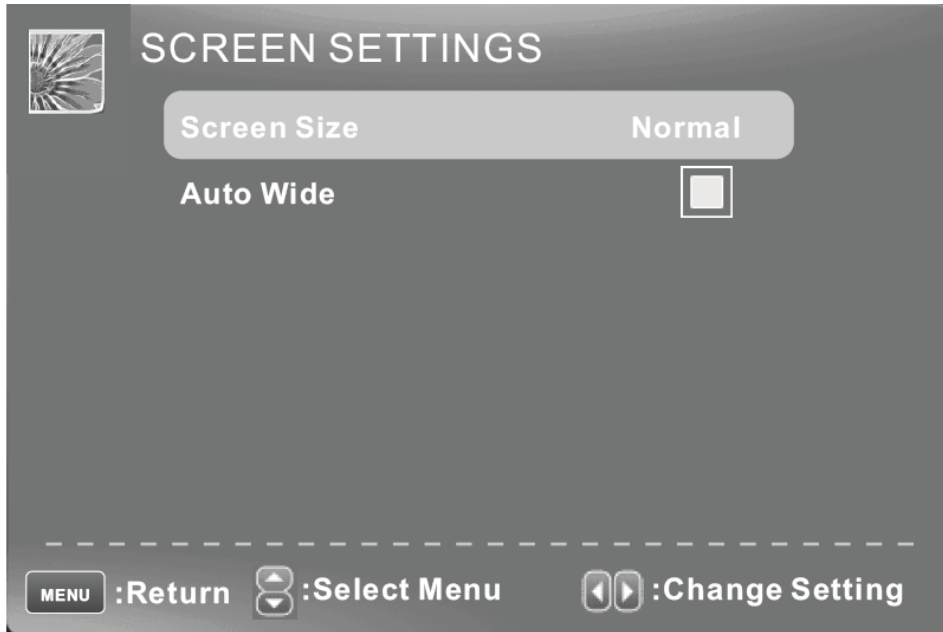 SCREEN SETTINGS
Screen Size Normal
Auto Wide
MENU :Return :Select Menu :Change Setting